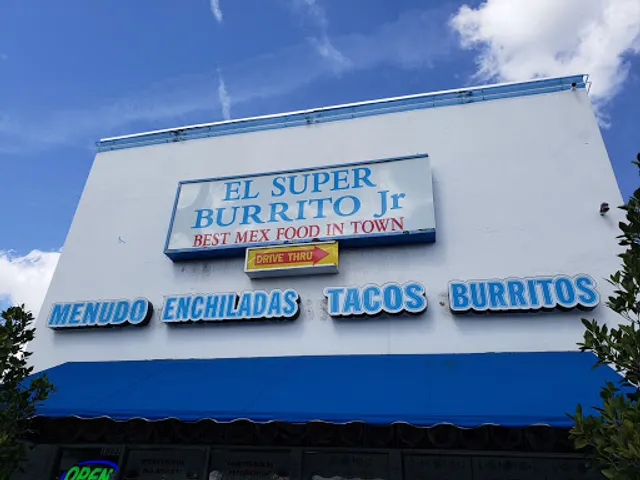 EL SUPER
BURRITO Jr
BEST MEX FOOD IN TOWN
DRIVE THRU
MENUDO ENCHILADAS TACOS BURRITOS
OPEN